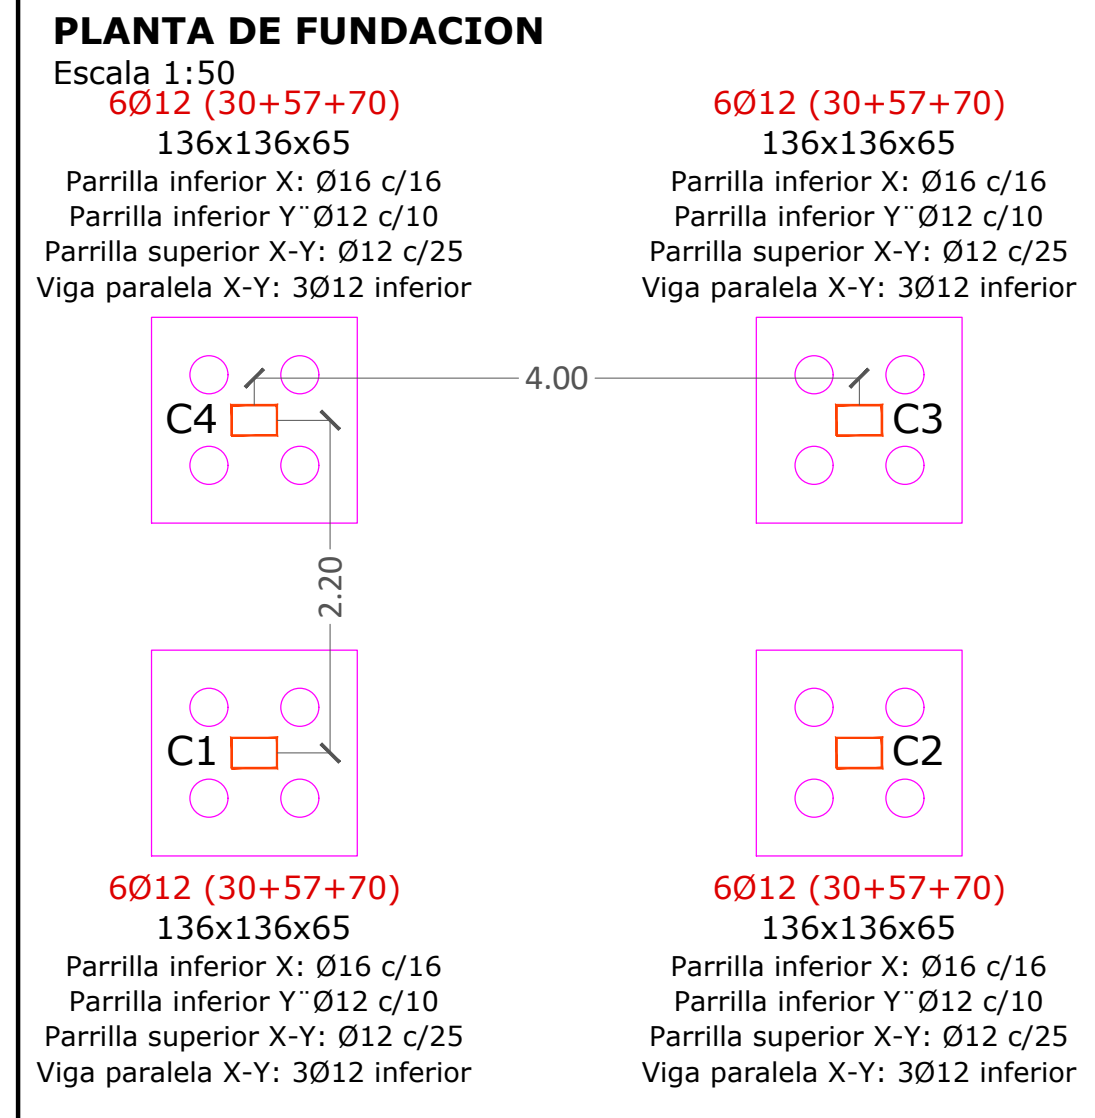 PLANTA DE FUNDACION
Escala 1:50
6Ø12 (30+57+70)
136x136x65
Parrilla inferior X: Ø16 c/16
Parrilla inferior Y¨Ø12 c/10
Parrilla superior X-Y: Ø12 c/25
Viga paralela X-Y: 3Ø12 inferior
6Ø12 (30+57+70)
136x136x65
Parrilla inferior X: Ø16 c/16
Parrilla inferior Y¨Ø12 c/10
Parrilla superior X-Y: Ø12 c/25
Viga paralela X-Y: 3Ø12 inferior
4.00
C4
C3
2.20
C1
C2
6Ø12 (30+57+70)
136x136x65
Parrilla inferior X: Ø16 c/16
Parrilla inferior Y¨Ø12 c/10
Parrilla superior X-Y: Ø12 c/25
Viga paralela X-Y: 3Ø12 inferior
6Ø12 (30+57+70)
136x136x65
Parrilla inferior X: Ø16 c/16
Parrilla inferior Y¨Ø12 c/10
Parrilla superior X-Y: Ø12 c/25
Viga paralela X-Y: 3Ø12 inferior